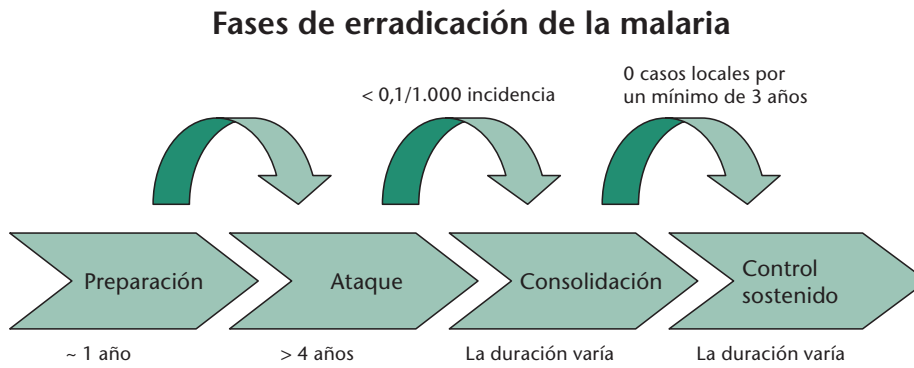 Fases de erradicación de la malaria
< 0,1/1.000 incidencia
0 casos locales por
un mínimo de 3 años
Preparación
Ataque
Consolidación
Control
sostenido
~ 1 año
> 4 años
La duración varía
La duración varía